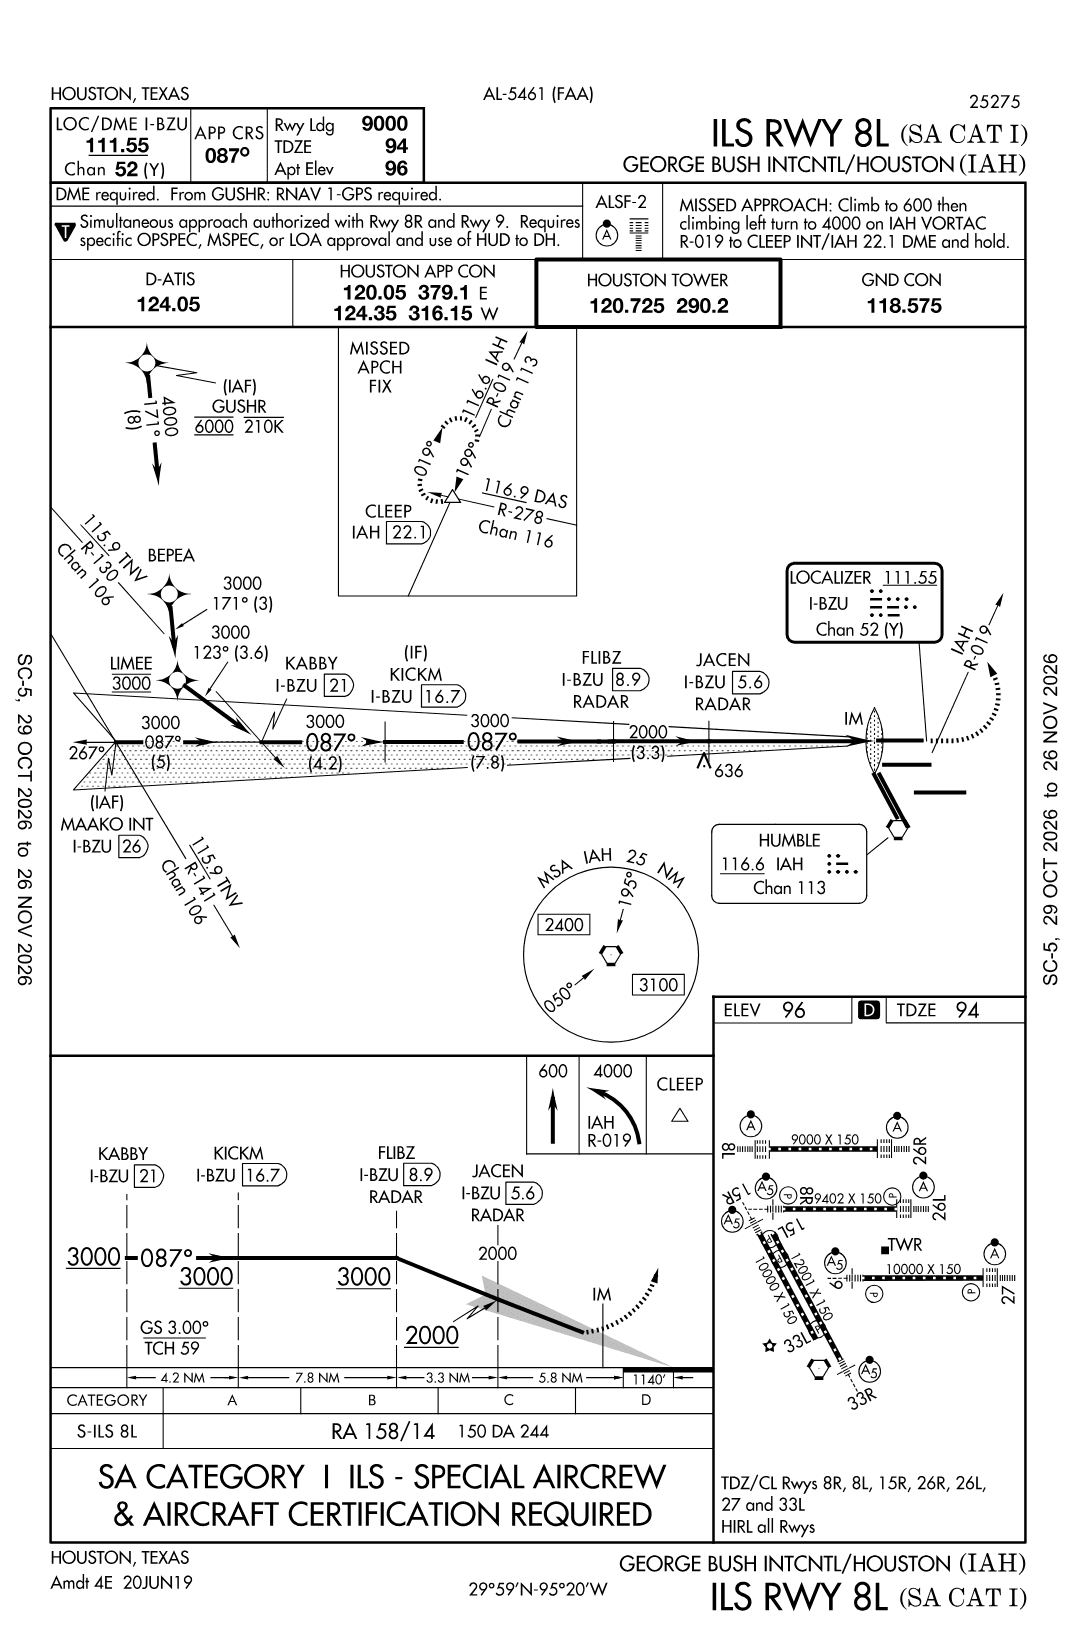 HOUSTON, TEXAS
AL-5461 (FAA)
25275
LOC/DME I-BZU
111.55
Chan 52 (Y)
APP CRS
087°
Rwy Ldg 9000
TDZE 94
Apt Elev 96
ILS RWY 8L (SA CAT I)
GEORGE BUSH INTCNTL/HOUSTON (IAH)
DME required. From GUSHR: RNAV 1-GPS required.
T
Simultaneous approach authorized with Rwy 8R and Rwy 9. Requires
specific OPSPEC, MSPEC, or LOA approval and use of HUD to DH.
ALSF-2
A
MISSED APPROACH: Climb to 600 then
climbing left turn to 4000 on IAH VORTAC
R-019 to CLEEP INT/IAH 22.1 DME and hold.
D-ATIS
124.05
HOUSTON APP CON
120.05 379.1 E
124.35 316.15 W
HOUSTON TOWER
120.725 290.2
GND CON
118.575
(IAF)
GUSHR
6000 210K
4000
171°
(8)
MISSED
APCH
FIX
116.6 IAH
R-019
Chan 113
019°
199°
116.9 DAS
R-278
Chan 116
CLEEP
IAH 22.1
115.9 TNV
R-130
Chan 106
BEPEA
3000
171° (3)
3000
123° (3.6)
LIMEE
3000
KABBY
I-BZU 21
(IF)
KICKM
I-BZU 16.7
FLIBZ
I-BZU 8.9
RADAR
JACEN
I-BZU 5.6
RADAR
LOCALIZER 111.55
I-BZU
Chan 52 (Y)
IAH
R-019
IM
267°
3000
087°
(5)
3000
087°
(4.2)
3000
087°
(7.8)
2000
(3.3)
636
(IAF)
MAAKO INT
I-BZU 26
115.9 TNV
R-141
Chan 106
HUMBLE
116.6 IAH
Chan 113
MSA IAH 25 NM
195°
2400
3100
050°
SC-5, 29 OCT 2026 to 26 NOV 2026
SC-5, 29 OCT 2026 to 26 NOV 2026
ELEV 96
D
TDZE 94
A
A
8L
9000 X 150
26R
A5
P
8R
9402 X 150
P
A
26L
15R
A5
15L
P
TWR
10000 X 150
12001 X 150
A5
9
10000 X 150
P
P
A
27
33L
P
A5
33R
TDZ/CL Rwys 8R, 8L, 15R, 26R, 26L,
27 and 33L
HIRL all Rwys
600
4000
IAH
R-019
CLEEP
KABBY
I-BZU 21
KICKM
I-BZU 16.7
FLIBZ
I-BZU 8.9
RADAR
JACEN
I-BZU 5.6
RADAR
3000
087°
3000
3000
2000
2000
IM
GS 3.00°
TCH 59
4.2 NM
7.8 NM
3.3 NM
5.8 NM
1140'
CATEGORY A B C D
S-ILS 8L RA 158/14 150 DA 244
SA CATEGORY I ILS - SPECIAL AIRCREW
& AIRCRAFT CERTIFICATION REQUIRED
HOUSTON, TEXAS
Amdt 4E 20JUN19
29°59'N-95°20'W
GEORGE BUSH INTCNTL/HOUSTON (IAH)
ILS RWY 8L (SA CAT I)